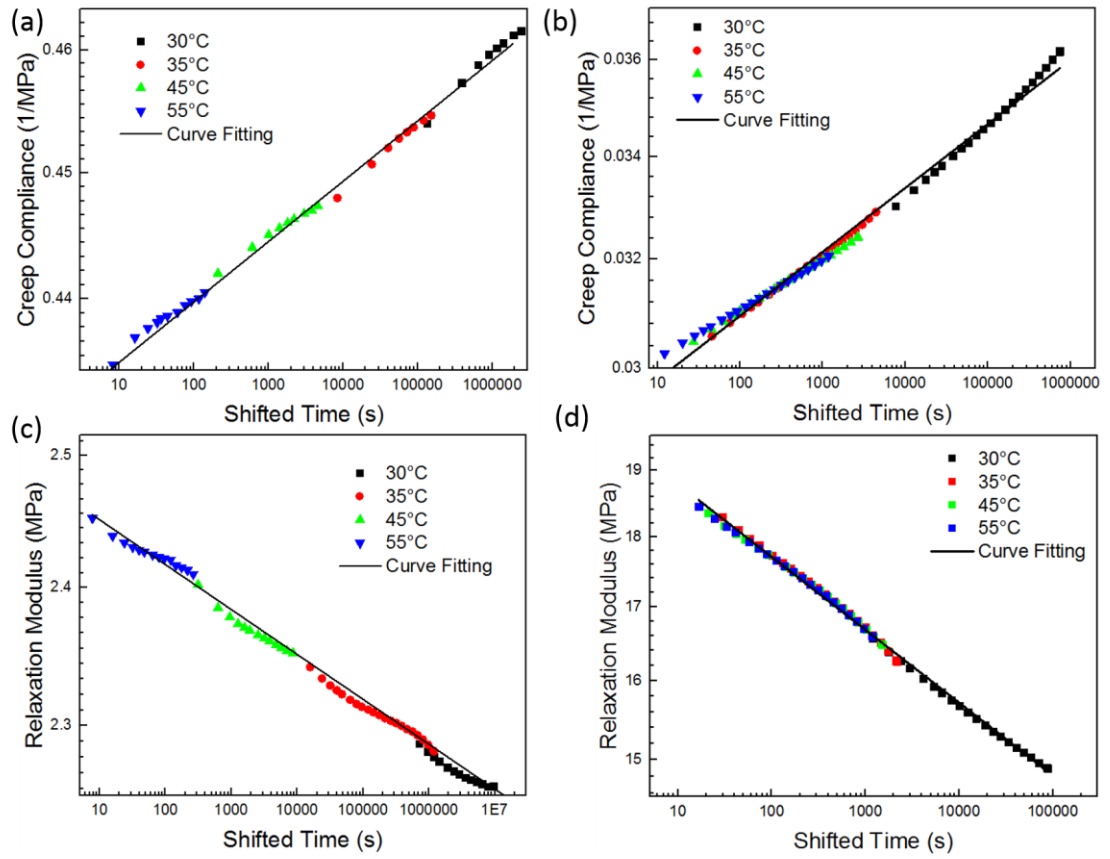 (a)
30°C
35°C
45°C
55°C
Curve Fitting
0.46
0.45
0.44
Creep Compliance (1/MPa)
10 100 1000 10000 100000 1000000
Shifted Time (s)
(b)
30°C
35°C
45°C
55°C
Curve Fitting
0.036
0.034
0.032
0.03
Creep Compliance (1/MPa)
10 100 1000 10000 100000 1000000
Shifted Time (s)
(c)
30°C
35°C
45°C
55°C
Curve Fitting
2.5
2.4
2.3
Relaxation Modulus (MPa)
10 100 1000 10000 100000 1000000 1E7
Shifted Time (s)
(d)
30°C
35°C
45°C
55°C
Curve Fitting
19
18
17
16
15
Relaxation Modulus (MPa)
10 100 1000 10000 100000
Shifted Time (s)